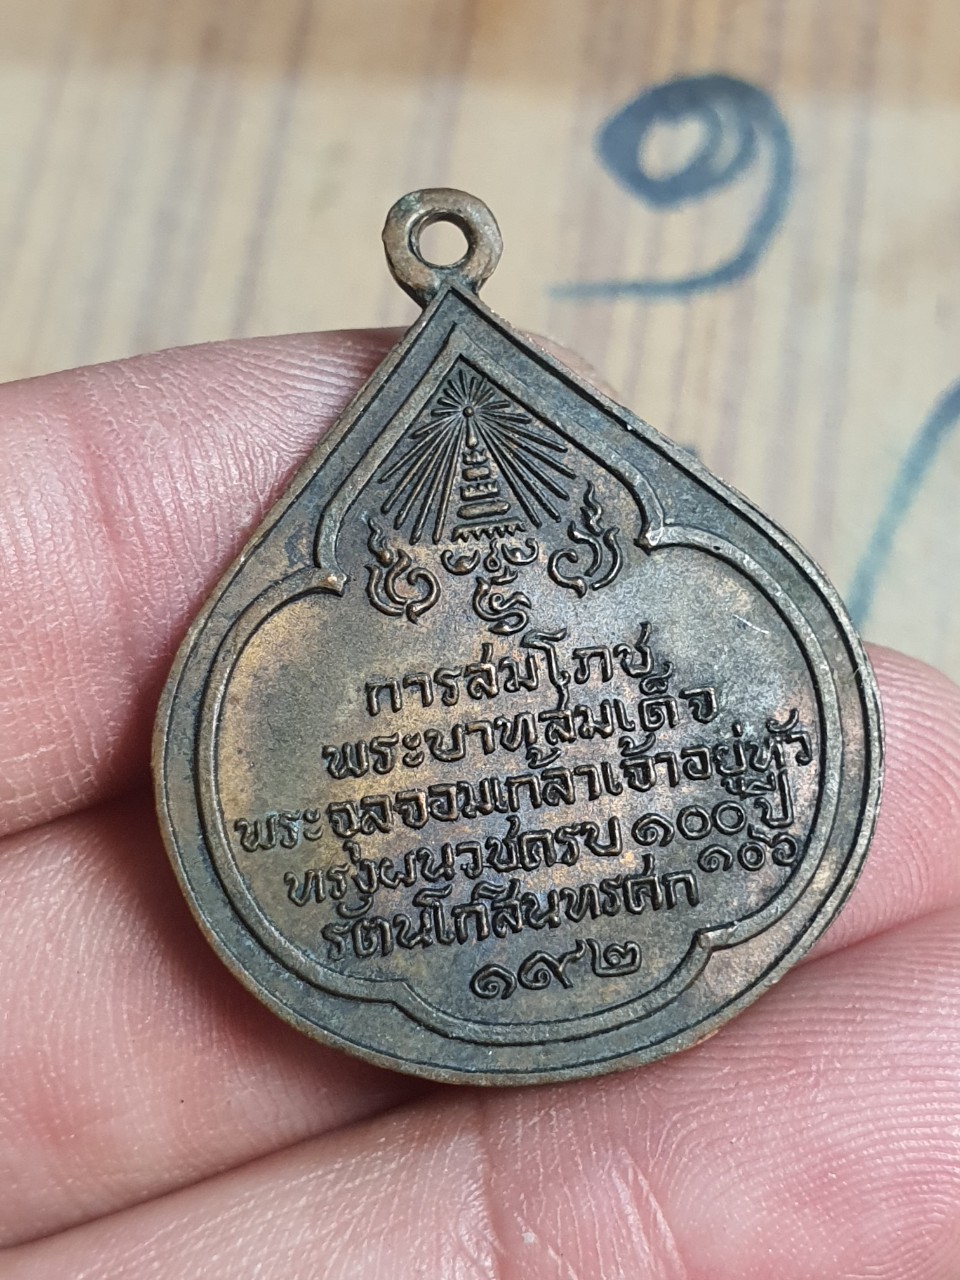 ๑
การสมโภช
พระบาทสมเด็จ
พระจุลจอมเกล้าเจ้าอยู่หัว
ทรงผนวชครบ ๑๐๐ ปี
รัตนโกสินทรศก ๑๐๖
๑๙๒